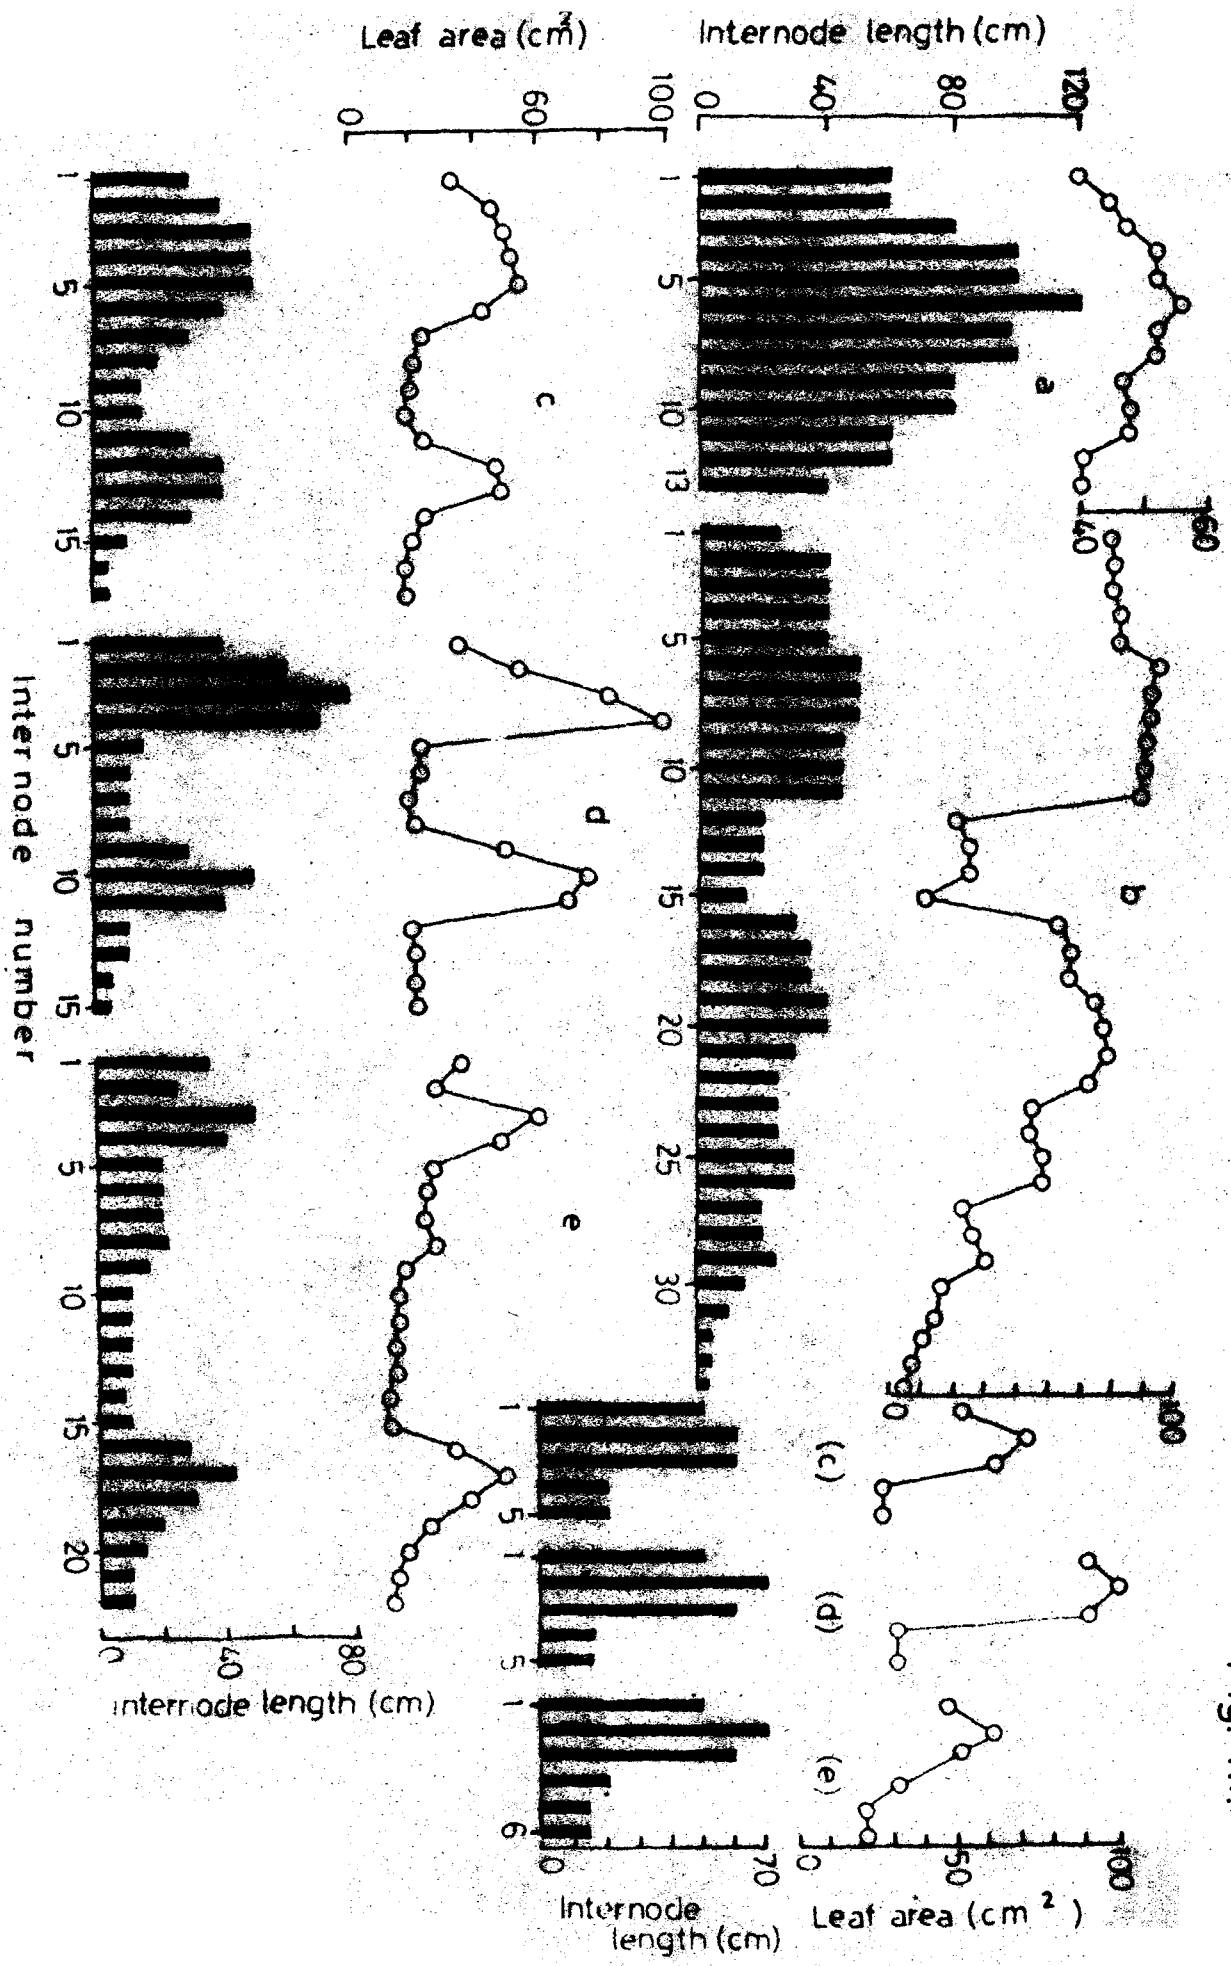 Leaf area (cm²)
Internode length (cm)
0 60 100
0 40 80 120
1 5 10 13
a
40 60
1 5 10 15 20 25 30
b
0 100
1 5 10 15
c
1 5 10 15
d
1 5 10 15 20
e
Internode number
0 40 80
Internode length (cm)
1 5
(c)
1 5
(d)
1 6
(e)
0 70
Internode
length (cm)
0 50 100
Leaf area (cm²)